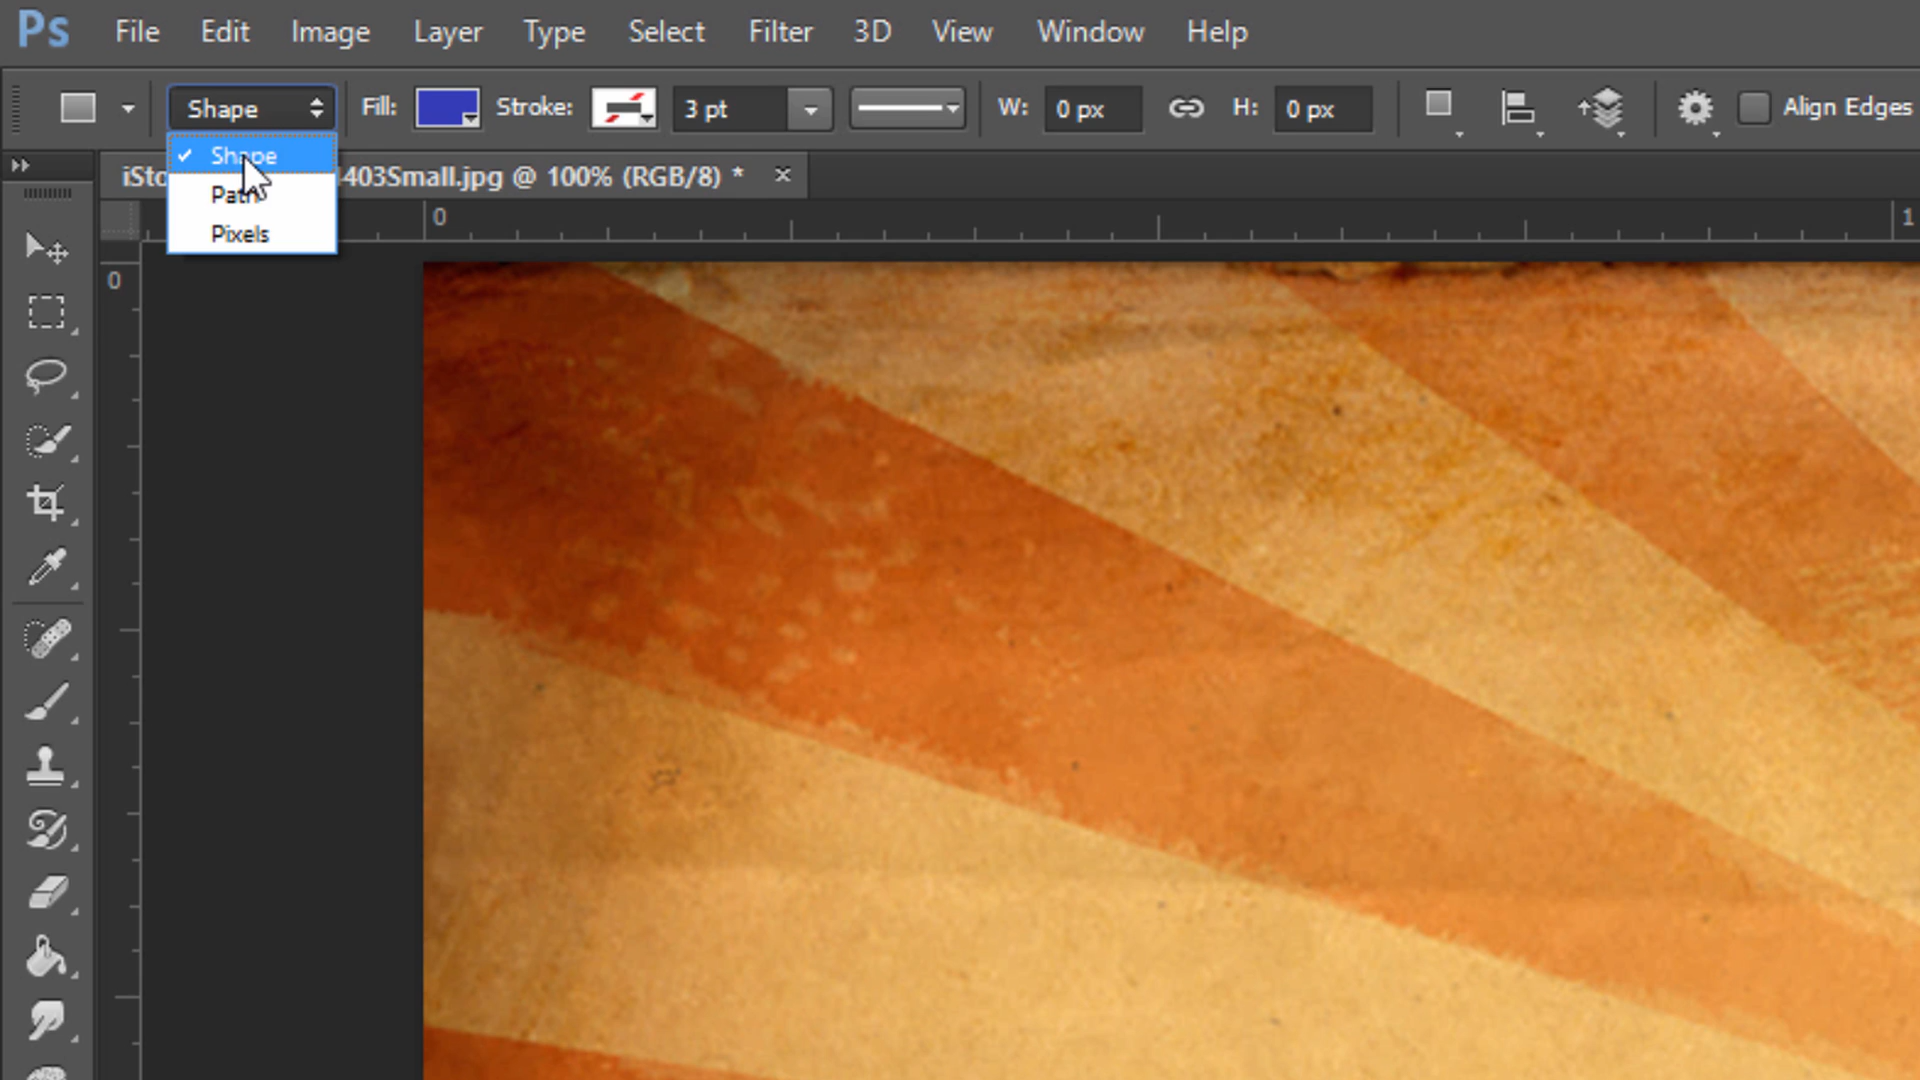 Ps File Edit Image Layer Type Select Filter 3D View Window Help
Shape Fill: Stroke: 3 pt W: 0 px H: 0 px Align Edges
Shape
iSto 403Small.jpg @ 100% (RGB/8) * ×
Path
Pixels
0 1
0